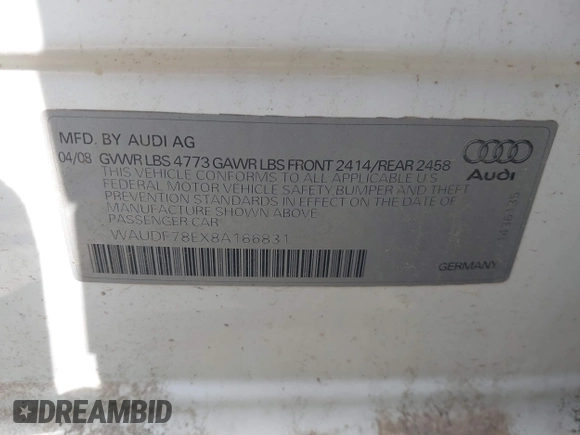 MFD. BY AUDI AG
04/08 GVWR LBS 4773 GAWR LBS FRONT 2414/REAR 2458
THIS VEHICLE CONFORMS TO ALL APPLICABLE U.S.
FEDERAL MOTOR VEHICLE SAFETY BUMPER AND THEFT
PREVENTION STANDARDS IN EFFECT ON THE DATE OF
MANUFACTURE SHOWN ABOVE
PASSENGER CAR
WAUDF78EX8A166831
Audi
GERMANY
DREAMBID